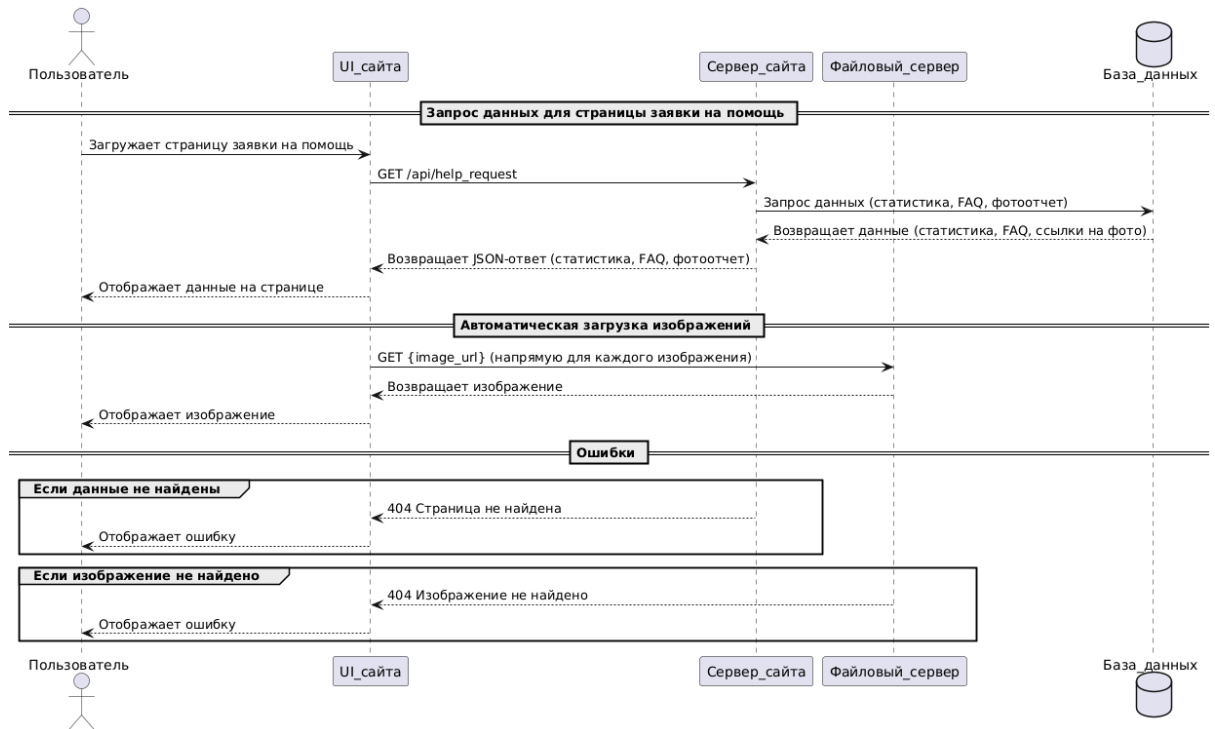 Пользователь
UI_сайта
Сервер_сайта
Файловый_сервер
База_данных
Запрос данных для страницы заявки на помощь
Загружает страницу заявки на помощь
GET /api/help_request
Запрос данных (статистика, FAQ, фотоотчет)
Возвращает данные (статистика, FAQ, ссылки на фото)
Возвращает JSON-ответ (статистика, FAQ, фотоотчет)
Отображает данные на странице
Автоматическая загрузка изображений
GET {image_url} (напрямую для каждого изображения)
Возвращает изображение
Отображает изображение
Ошибки
Если данные не найдены
404 Страница не найдена
Отображает ошибку
Если изображение не найдено
404 Изображение не найдено
Отображает ошибку
Пользователь
UI_сайта
Сервер_сайта
Файловый_сервер
База_данных